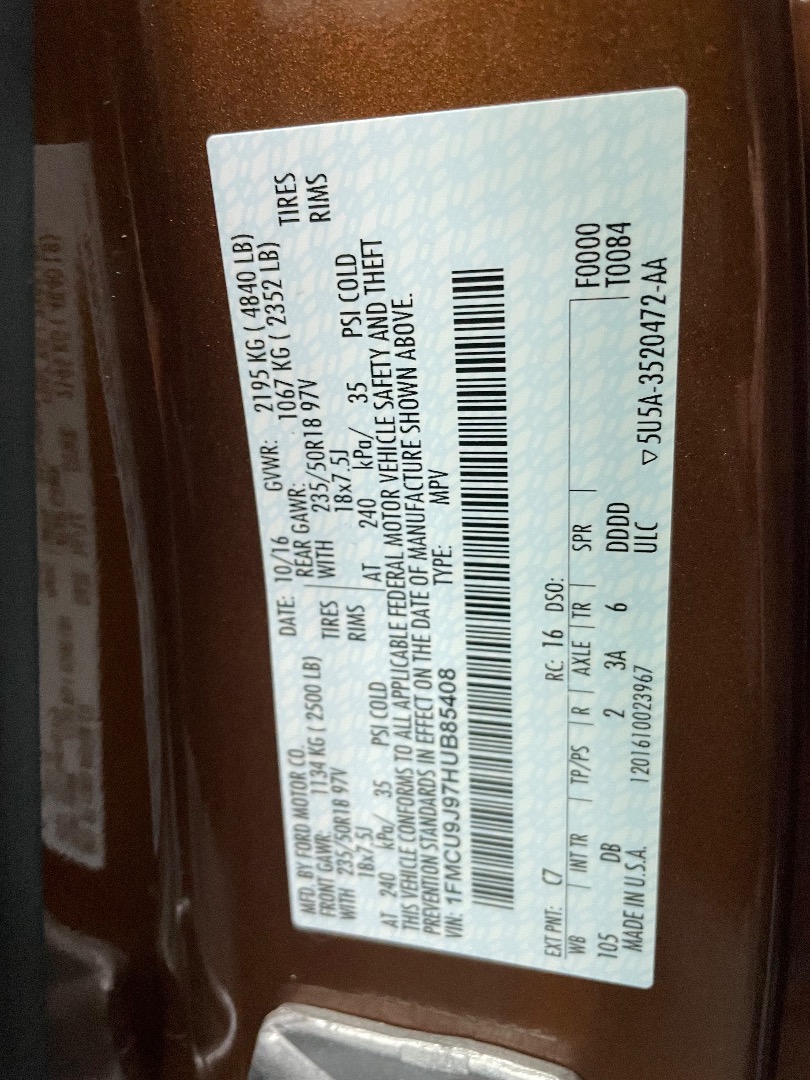 MFD. BY FORD MOTOR CO.
DATE: 10/16 GVWR: 2195 KG ( 4840 LB)
FRONT GAWR: 1134 KG ( 2500 LB) REAR GAWR: 1067 KG ( 2352 LB)
WITH 235/50R18 97V TIRES WITH 235/50R18 97V TIRES
18x7.5J RIMS 18x7.5J RIMS
AT 240 kPa/ 35 PSI COLD AT 240 kPa/ 35 PSI COLD
THIS VEHICLE CONFORMS TO ALL APPLICABLE FEDERAL MOTOR VEHICLE SAFETY AND THEFT
PREVENTION STANDARDS IN EFFECT ON THE DATE OF MANUFACTURE SHOWN ABOVE.
VIN: 1FMCU9J97HUB85408 TYPE: MPV
EXT PNT: C7 RC: 16 DSO:
WB INT TR TP/PS R AXLE TR SPR F0000
105 DB 2 3A 6 DDDD T0084
MADE IN U.S.A. 1201610023967 ULC
▽ 5U5A-3520472-AA